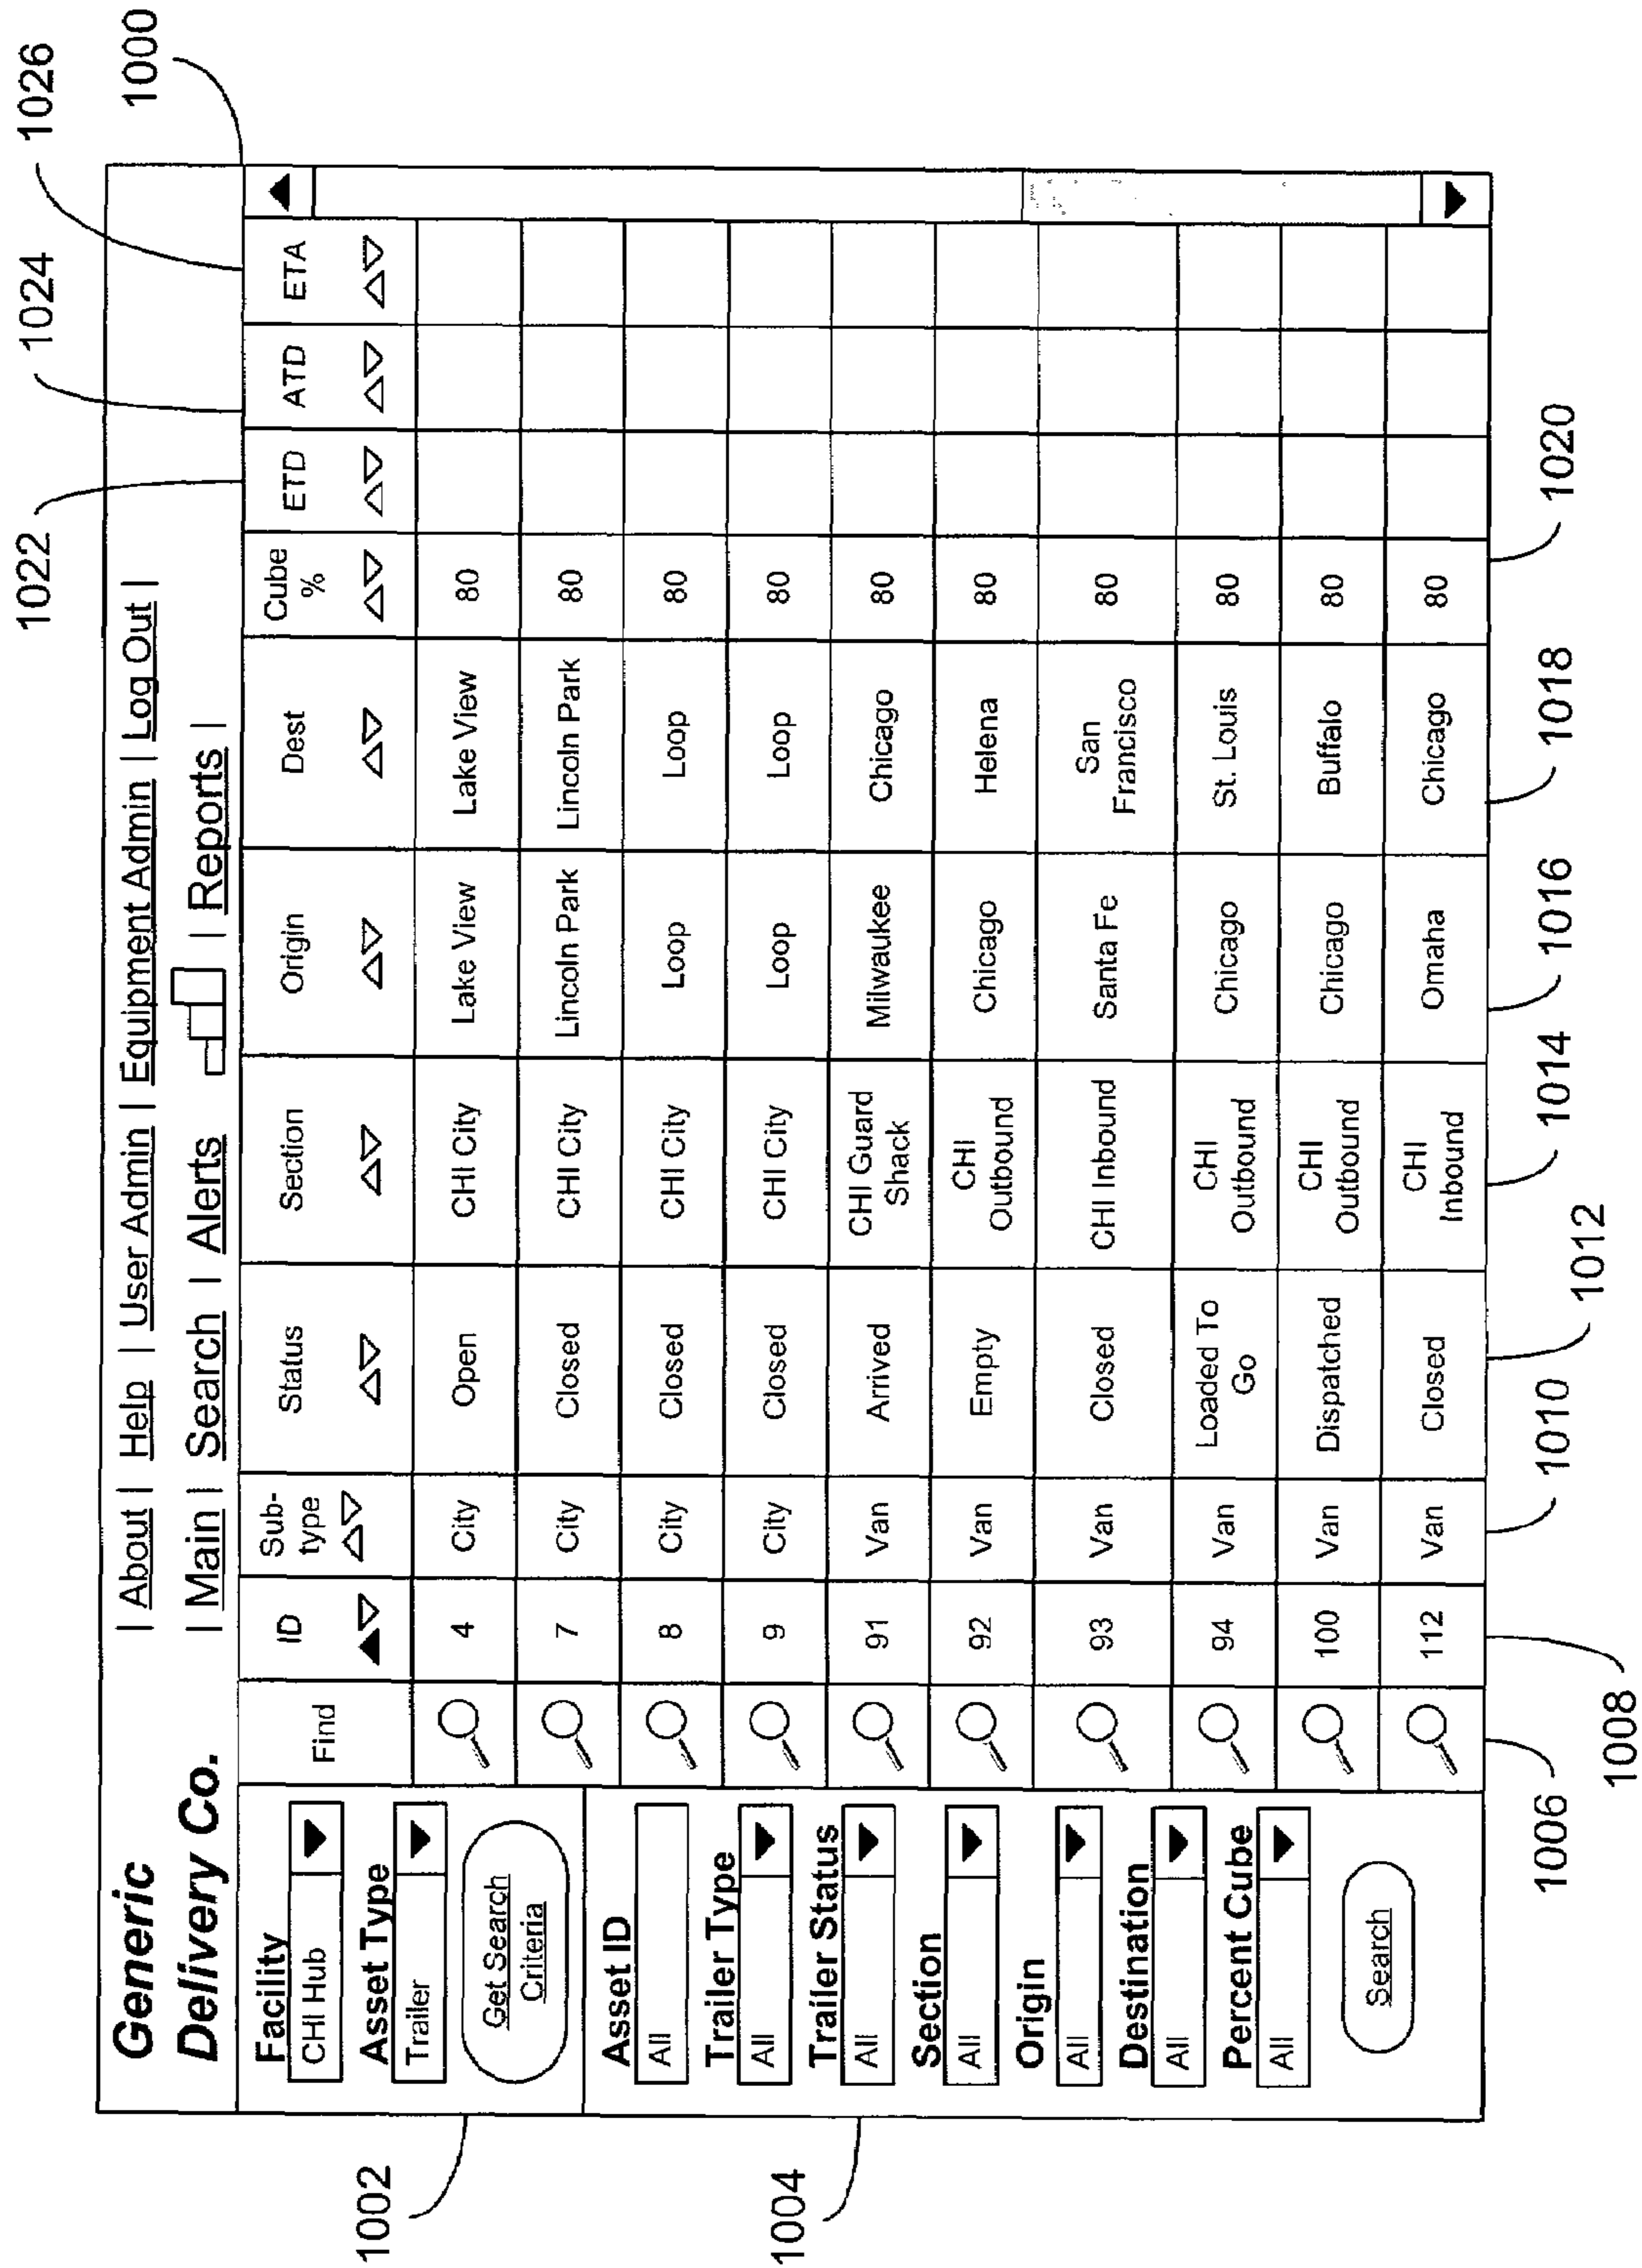 1022
1024
1026
1000
Generic
Delivery Co.
| About | Help | User Admin | Equipment Admin | Log Out |
| Main | Search | Alerts | Reports |
Facility
CHI Hub
Asset Type
Trailer
Get Search
Criteria
1002
Asset ID
All
Trailer Type
All
Trailer Status
All
Section
All
Origin
All
Destination
All
Percent Cube
All
Search
1004
Find ID Sub-type Status Section Origin Dest Cube % ETD ATD ETA
4 City Open CHI City Lake View Lake View 80
7 City Closed CHI City Lincoln Park Lincoln Park 80
8 City Closed CHI City Loop Loop 80
9 City Closed CHI City Loop Loop 80
91 Van Arrived CHI Guard Shack Milwaukee Chicago 80
92 Van Empty CHI Outbound Chicago Helena 80
93 Van Closed CHI Inbound Santa Fe San Francisco 80
94 Van Loaded To Go CHI Outbound Chicago St. Louis 80
100 Van Dispatched CHI Outbound Chicago Buffalo 80
112 Van Closed CHI Inbound Omaha Chicago 80
1006
1008
1010
1012
1014
1016
1018
1020